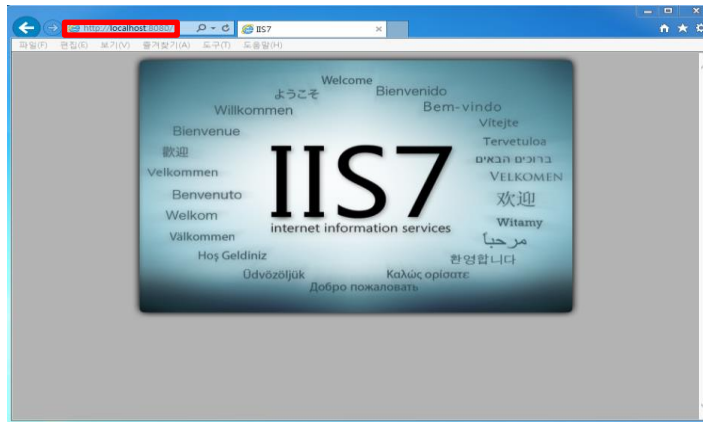 http://localhost:8080/
IIS7
파일(F) 편집(E) 보기(V) 즐겨찾기(A) 도구(T) 도움말(H)
Welcome
ようこそ
Bienvenido
Willkommen
Bem-vindo
Vítejte
Bienvenue
Tervetuloa
歡迎
ברוכים הבאים
Velkommen
VELKOMEN
IIS7
Benvenuto
欢迎
Welkom
Witamy
internet information services
Välkommen
مرحباً
Hoş Geldiniz
환영합니다
Üdvözöljük
Καλώς ορίσατε
Добро пожаловать